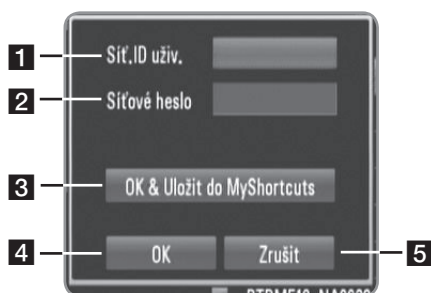 1 Síť.ID uživ.
2 Síťové heslo
3 OK & Uložit do MyShortcuts
4 OK Zrušit 5